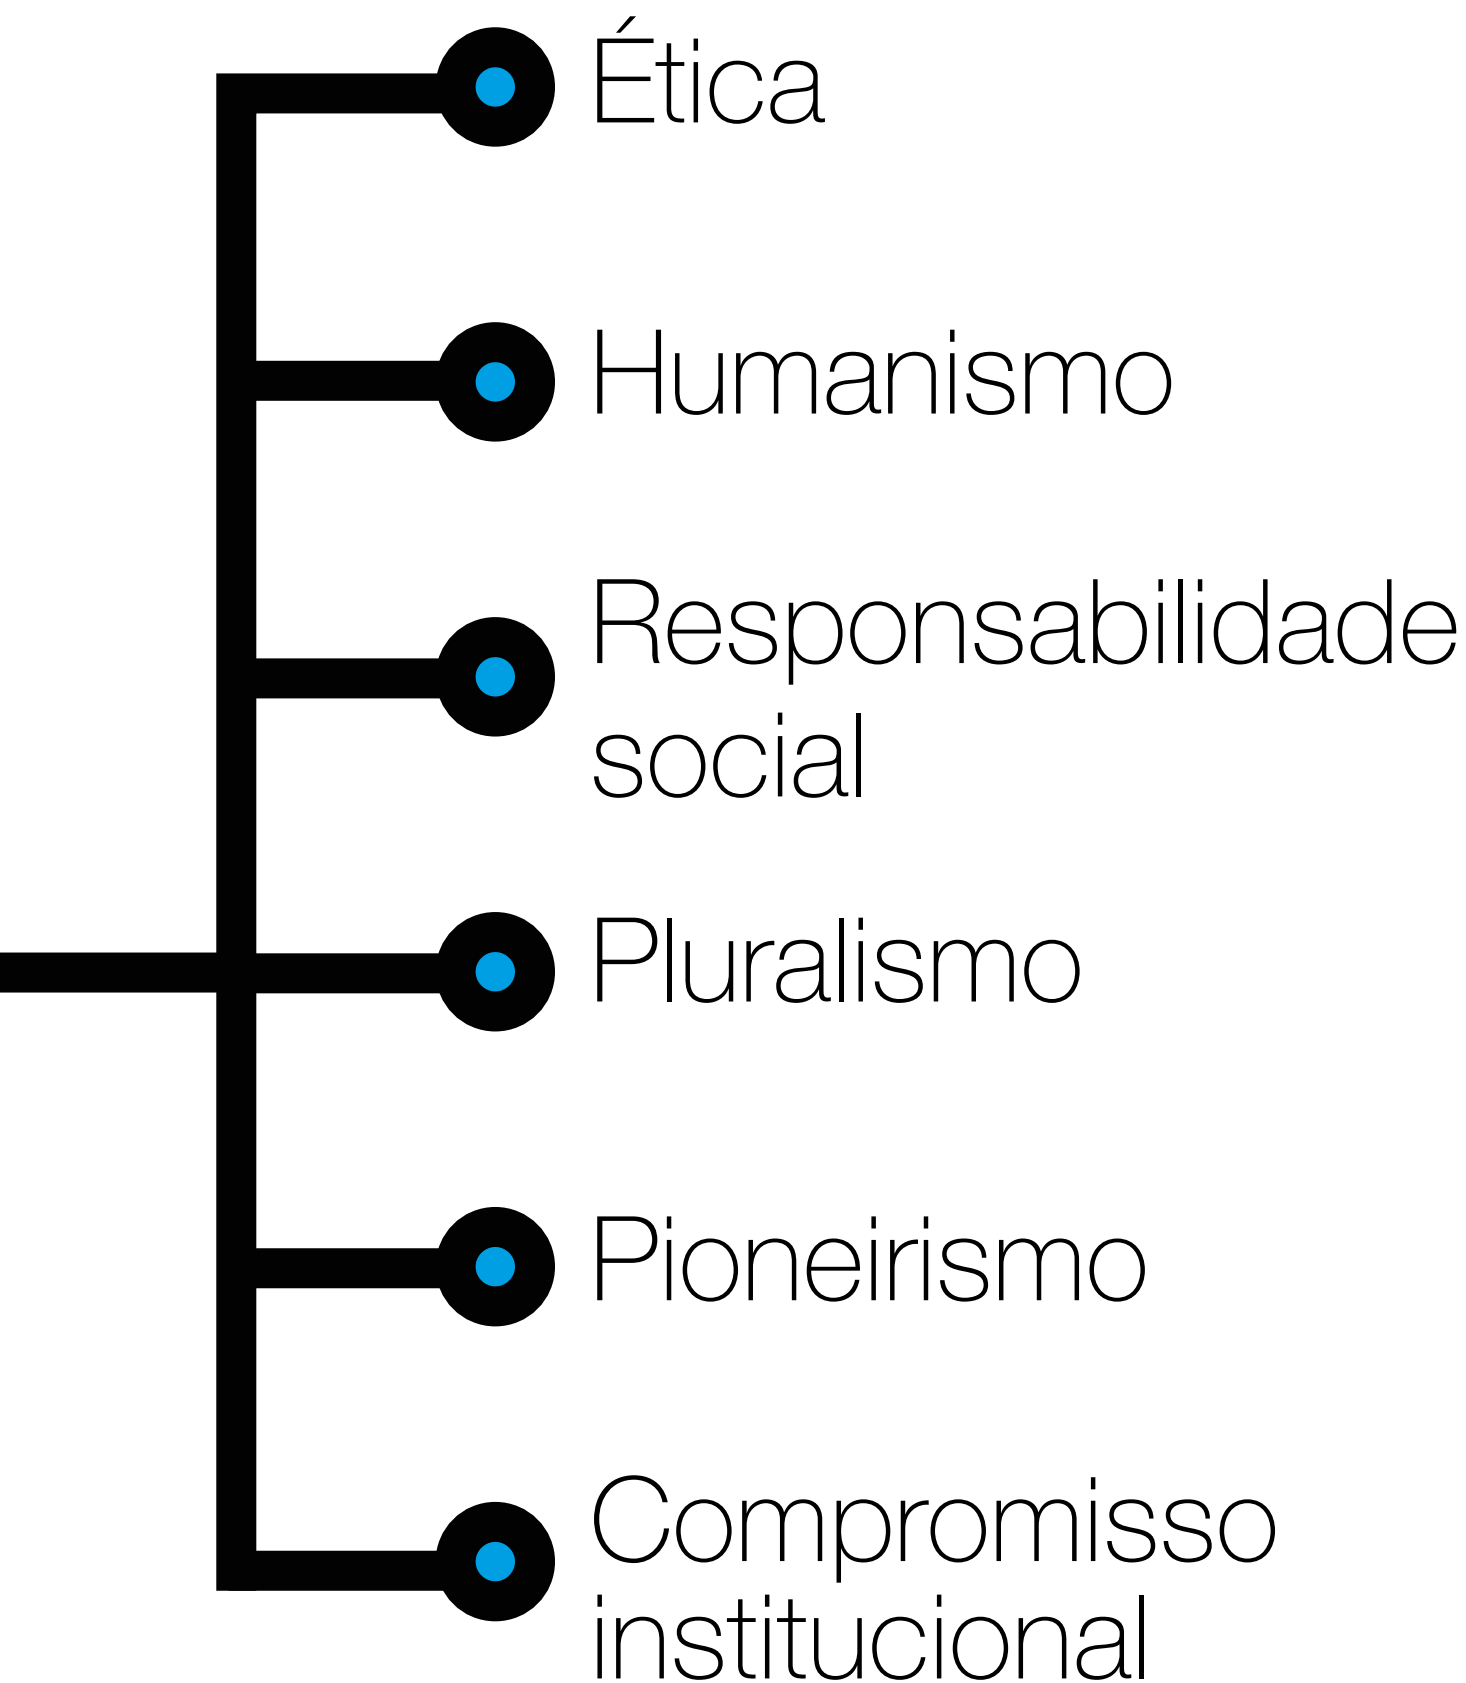 Ética
Humanismo
Responsabilidade
social
Pluralismo
Pioneirismo
Compromisso
institucional